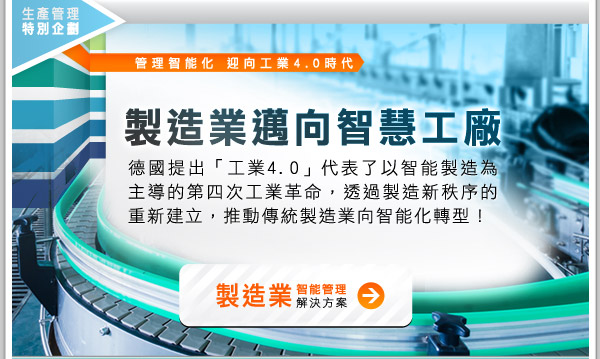 生產管理
特別企劃
管理智能化 迎向工業4.0時代
製造業邁向智慧工廠
德國提出「工業4.0」代表了以智能製造為
主導的第四次工業革命，透過製造新秩序的
重新建立，推動傳統製造業向智能化轉型！
製造業 智能管理
解決方案